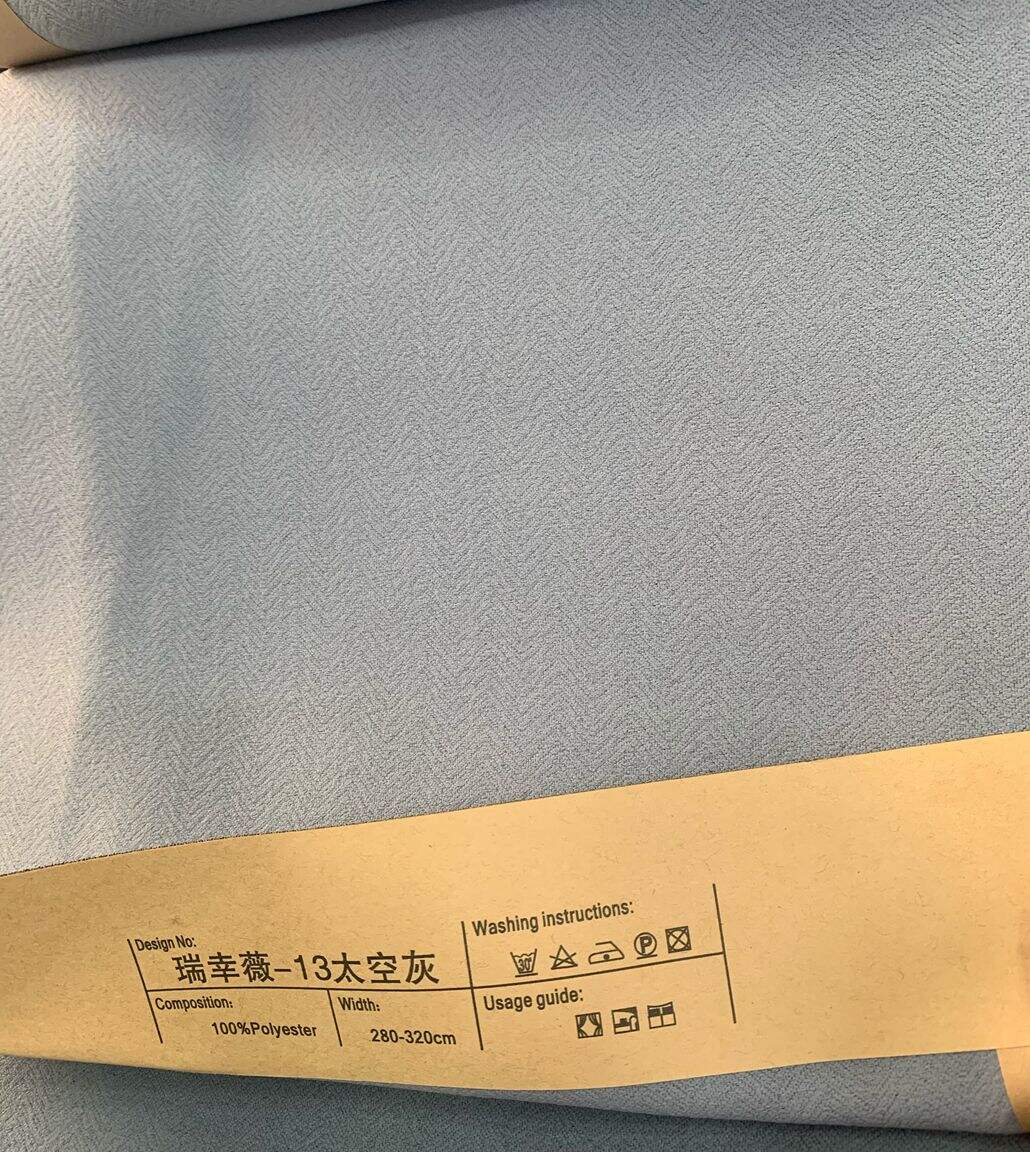 Design No:
瑞幸薇-13太空灰
Composition:
100%Polyester
Width:
280-320cm
Washing instructions:
30°
P
Usage guide: